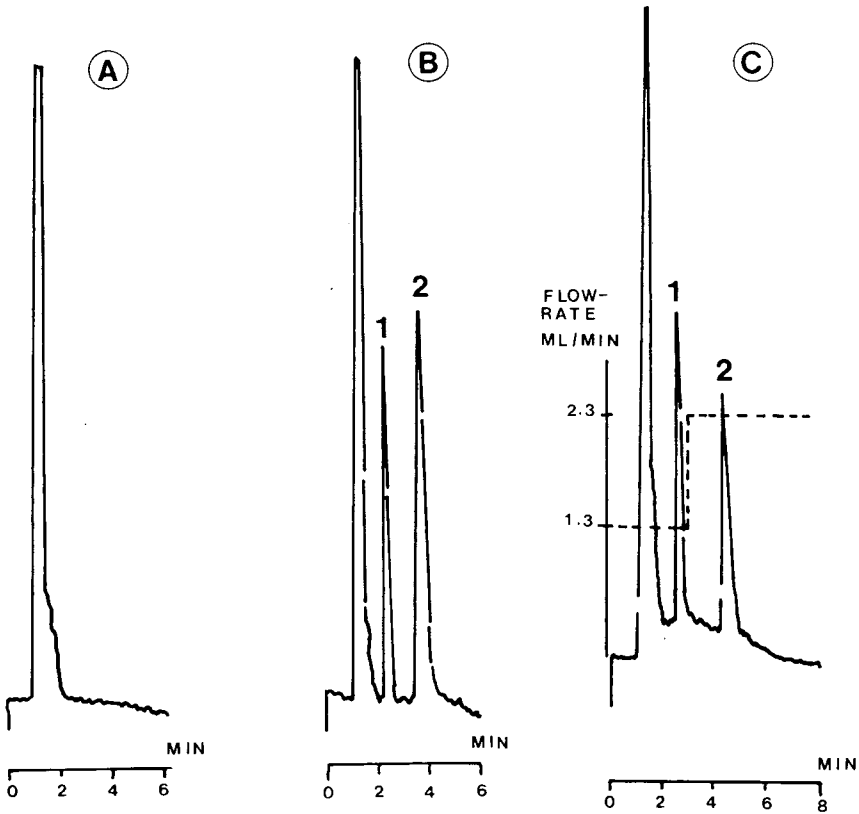 A
B
C
1
2
1
2
FLOW-
RATE
ML/MIN
2.3
1.3
MIN
0 2 4 6
MIN
0 2 4 6
MIN
0 2 4 6 8